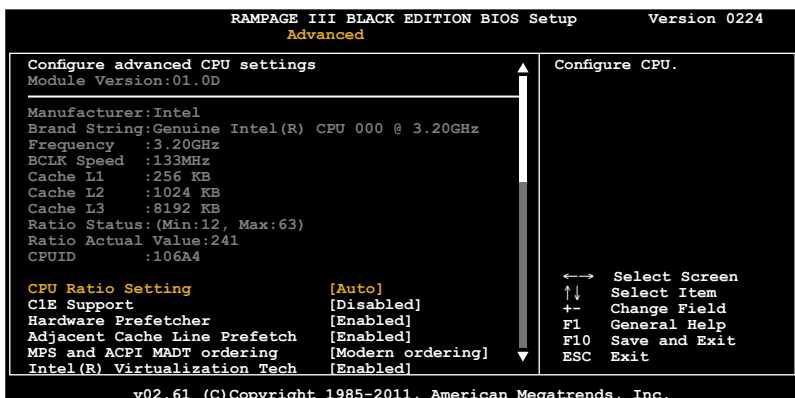 RAMPAGE III BLACK EDITION BIOS Setup Version 0224
Advanced
Configure advanced CPU settings
Module Version:01.0D
Manufacturer:Intel
Brand String:Genuine Intel(R) CPU 000 @ 3.20GHz
Frequency :3.20GHz
BCLK Speed :133MHz
Cache L1 :256 KB
Cache L2 :1024 KB
Cache L3 :8192 KB
Ratio Status:(Min:12, Max:63)
Ratio Actual Value:241
CPUID :106A4
CPU Ratio Setting [Auto]
C1E Support [Disabled]
Hardware Prefetcher [Enabled]
Adjacent Cache Line Prefetch [Enabled]
MPS and ACPI MADT ordering [Modern ordering]
Intel(R) Virtualization Tech [Enabled]
Configure CPU.
←→ Select Screen
↑↓ Select Item
+- Change Field
F1 General Help
F10 Save and Exit
ESC Exit
v02.61 (C)Copyright 1985-2011, American Megatrends, Inc.